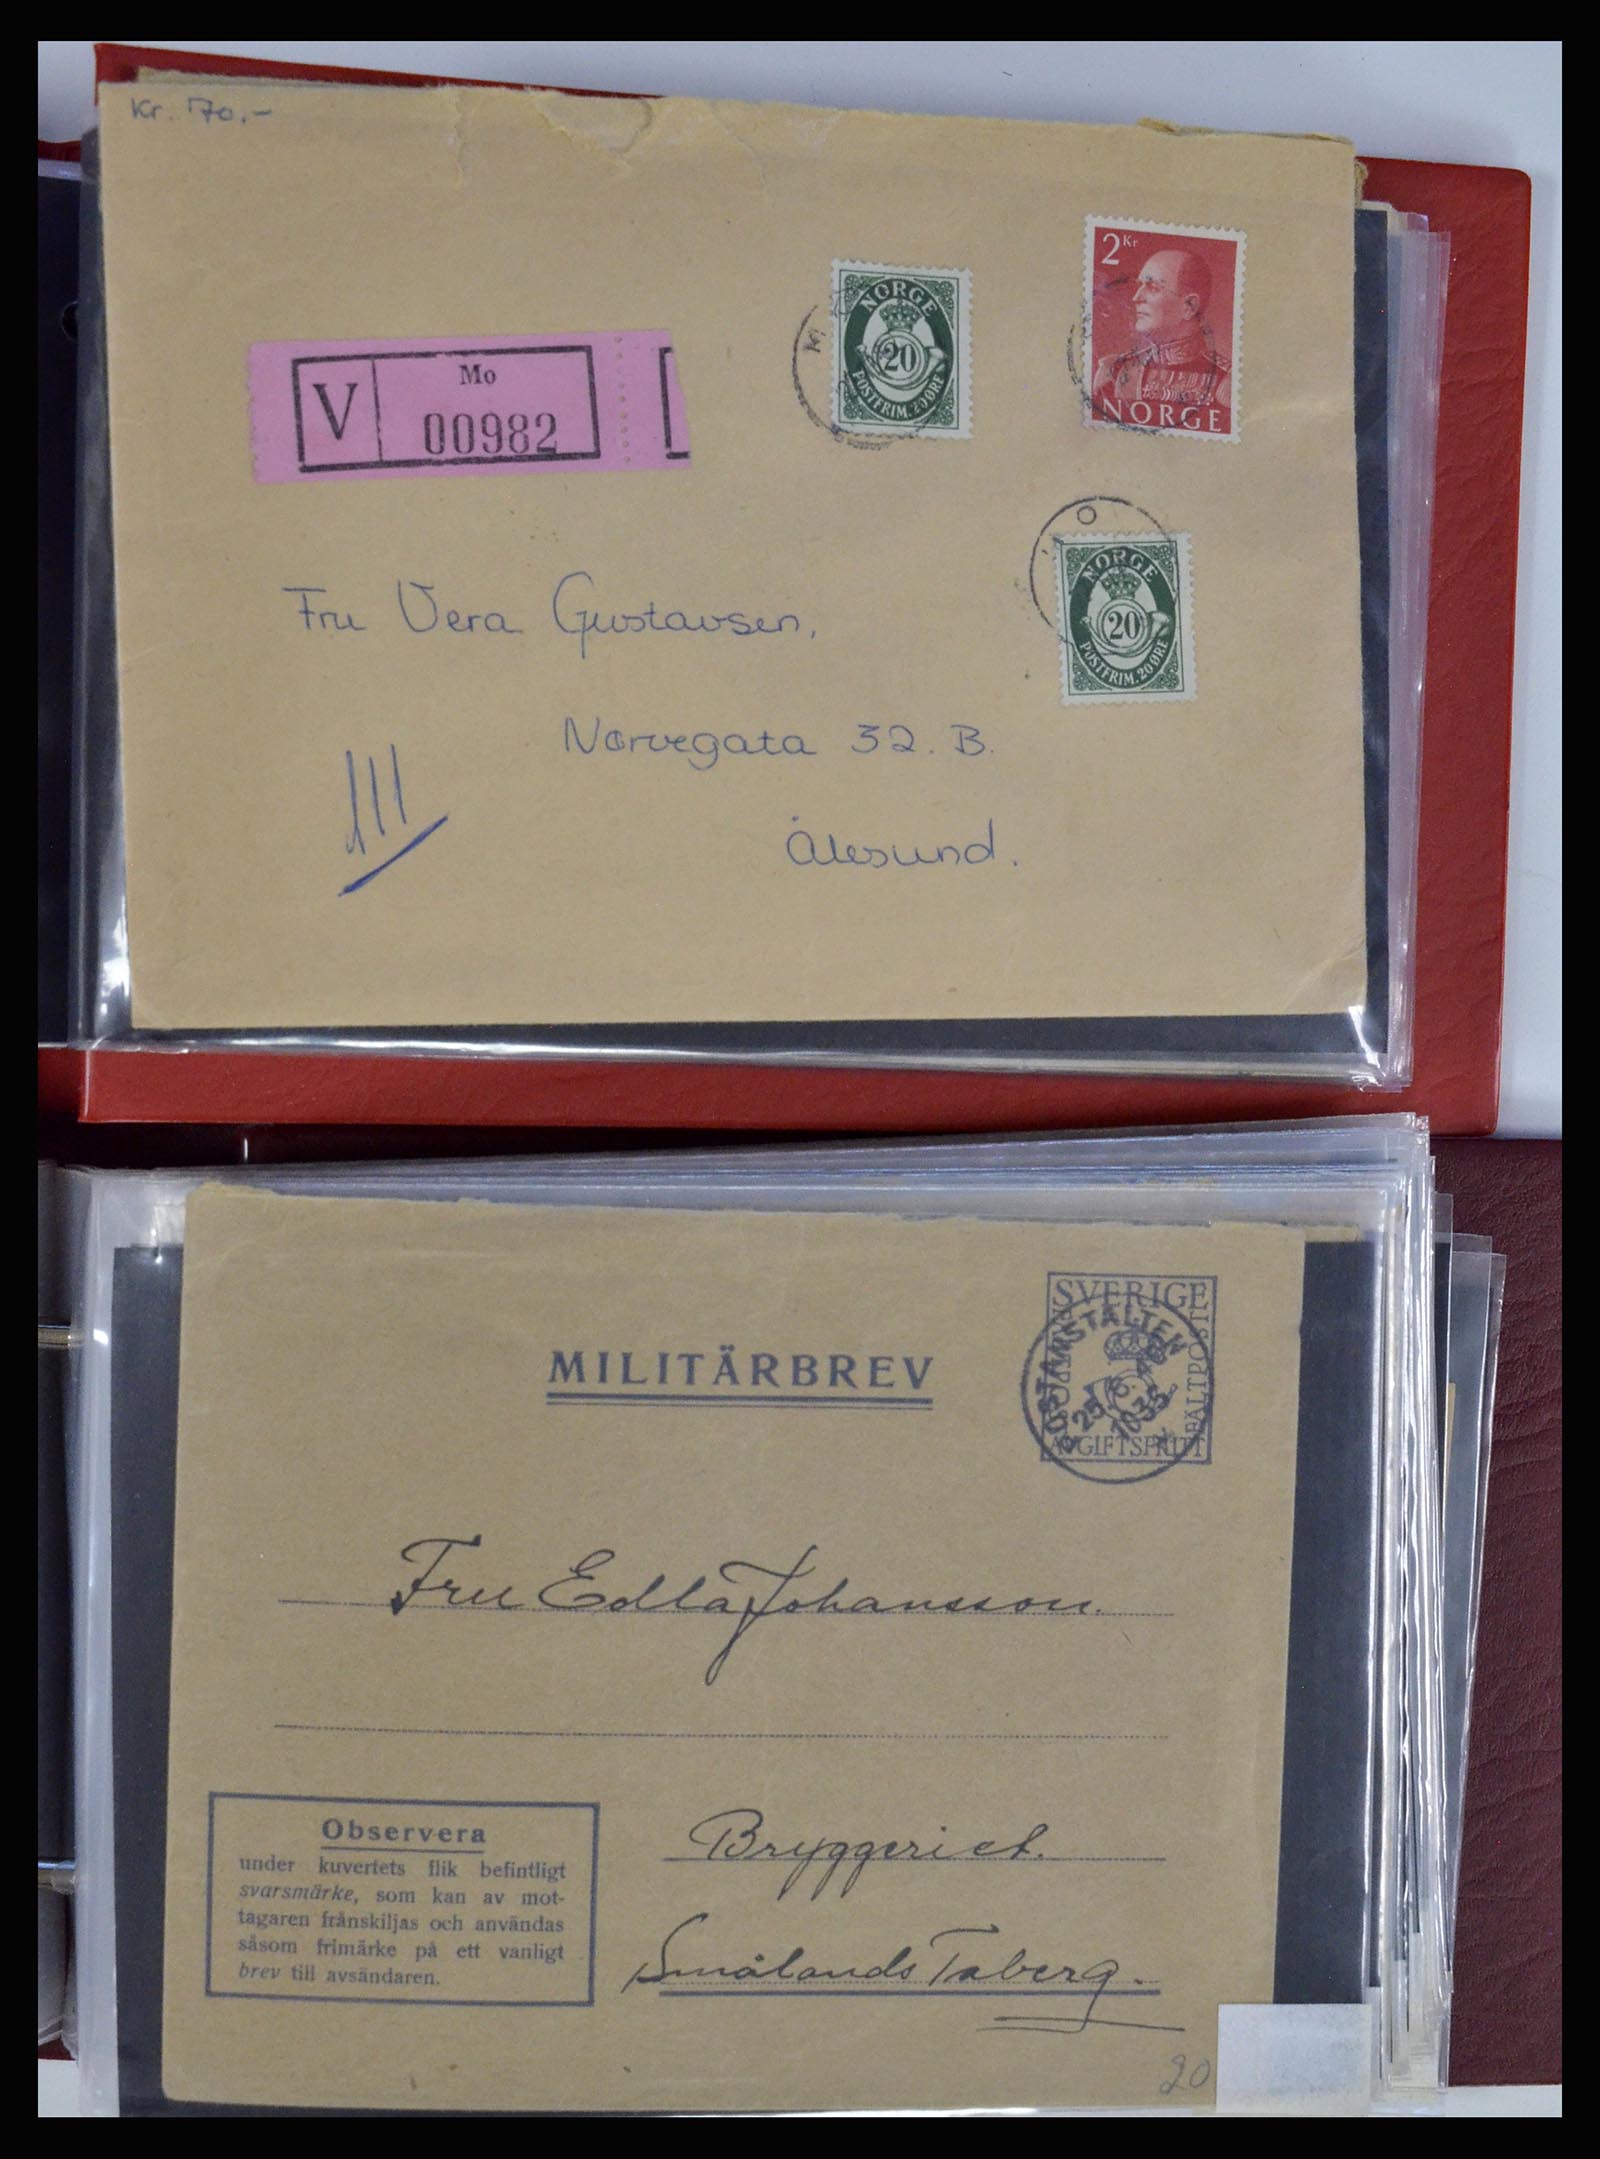 Kr. 70.-
NORGE
20
POSTFRIM. 20 ØRE
2 Kr
NORGE
V
Mo
00982
O
NORGE
20
POSTFRIM. 20 ØRE
Fru Vera Gustavsen,
Nørvegata 32. B.
Ålesund.
SVERIGE
FÄLTPOST
AVGIFTSFRITT
POSTANSTALTEN
MILITÄRBREV
Fru Edla Johansson.
Observera
under kuvertets flik befintligt
svarsmärke, som kan av mot-
tagaren frånskiljas och användas
såsom frimärke på ett vanligt
brev till avsändaren.
Bryggeriet.
Smålands Taberg.
20